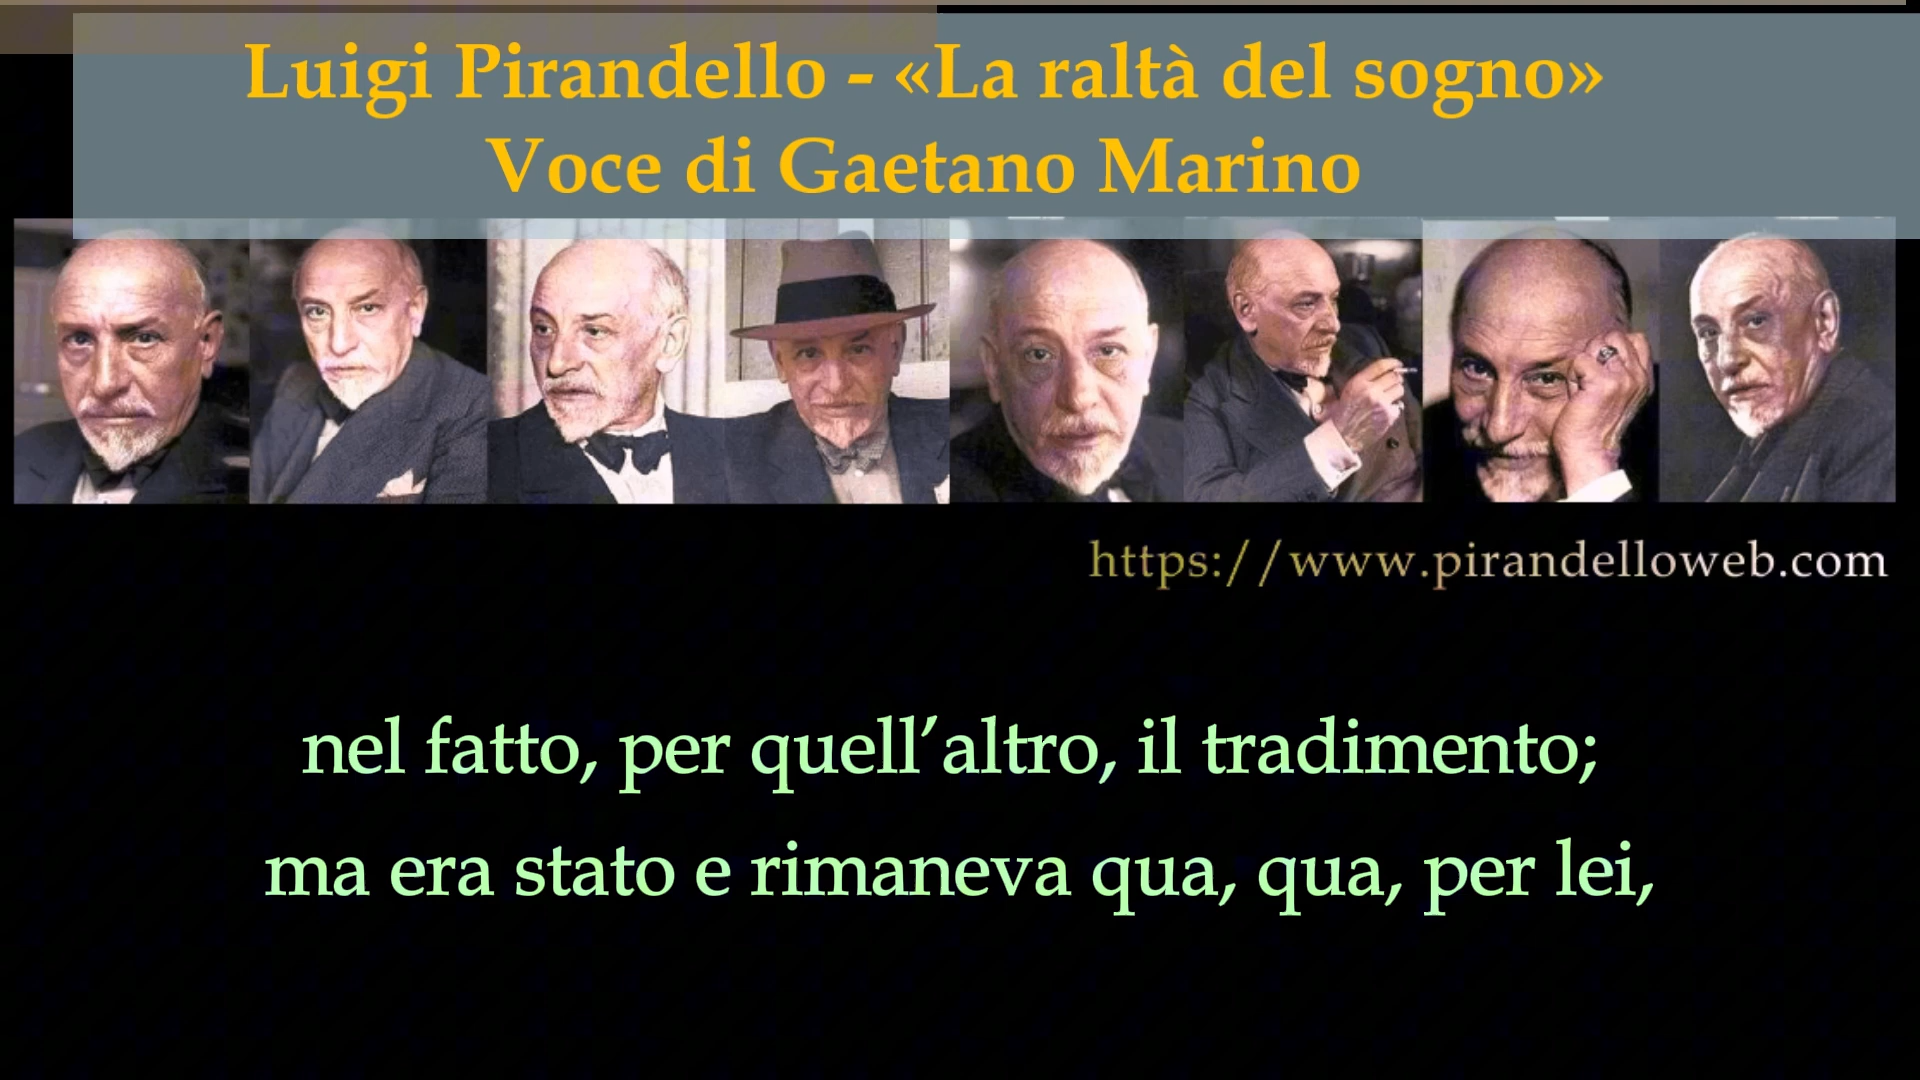 Luigi Pirandello - «La raltà del sogno»
Voce di Gaetano Marino
https://www.pirandelloweb.com
nel fatto, per quell’altro, il tradimento;
ma era stato e rimaneva qua, qua, per lei,